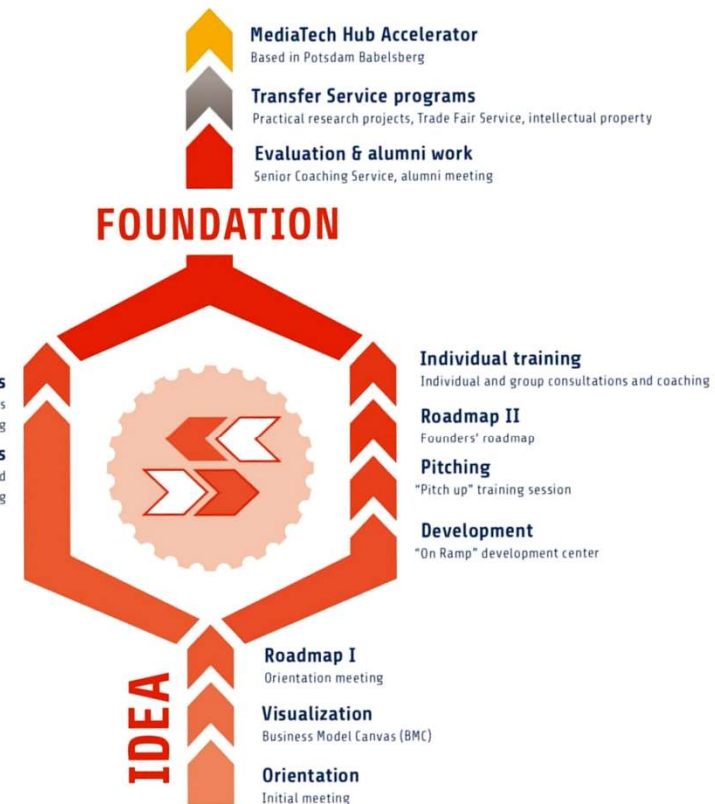 MediaTech Hub Accelerator
Based in Potsdam Babelsberg
Transfer Service programs
Practical research projects, Trade Fair Service, intellectual property
Evaluation & alumni work
Senior Coaching Service, alumni meeting
FOUNDATION
Individual training
Individual and group consultations and coaching
Roadmap II
Founders' roadmap
Pitching
"Pitch up" training session
Development
"On Ramp" development center
Roadmap I
Orientation meeting
Visualization
Business Model Canvas (BMC)
Orientation
Initial meeting
IDEA